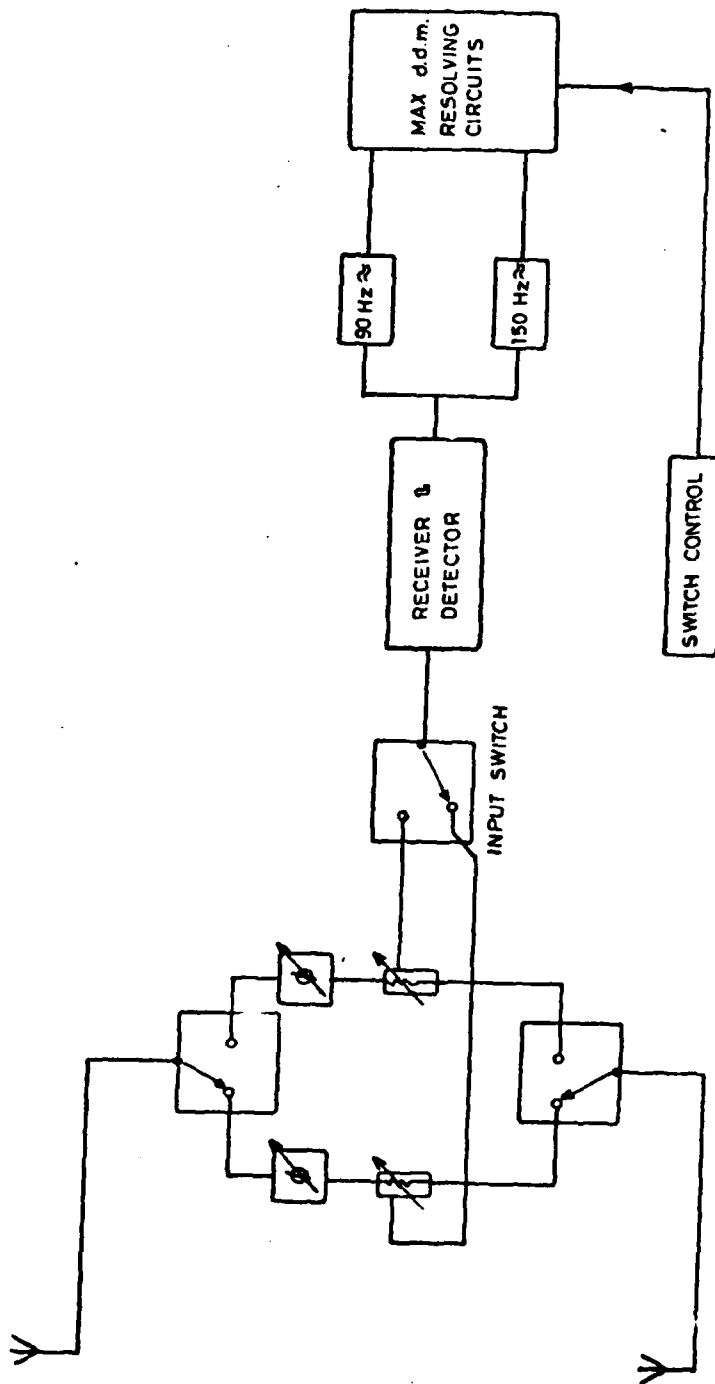 MAX d.d.m.
RESOLVING
CIRCUITS
90 Hz ≈
150 Hz ≈
RECEIVER &
DETECTOR
INPUT SWITCH
SWITCH CONTROL
Φ
Φ